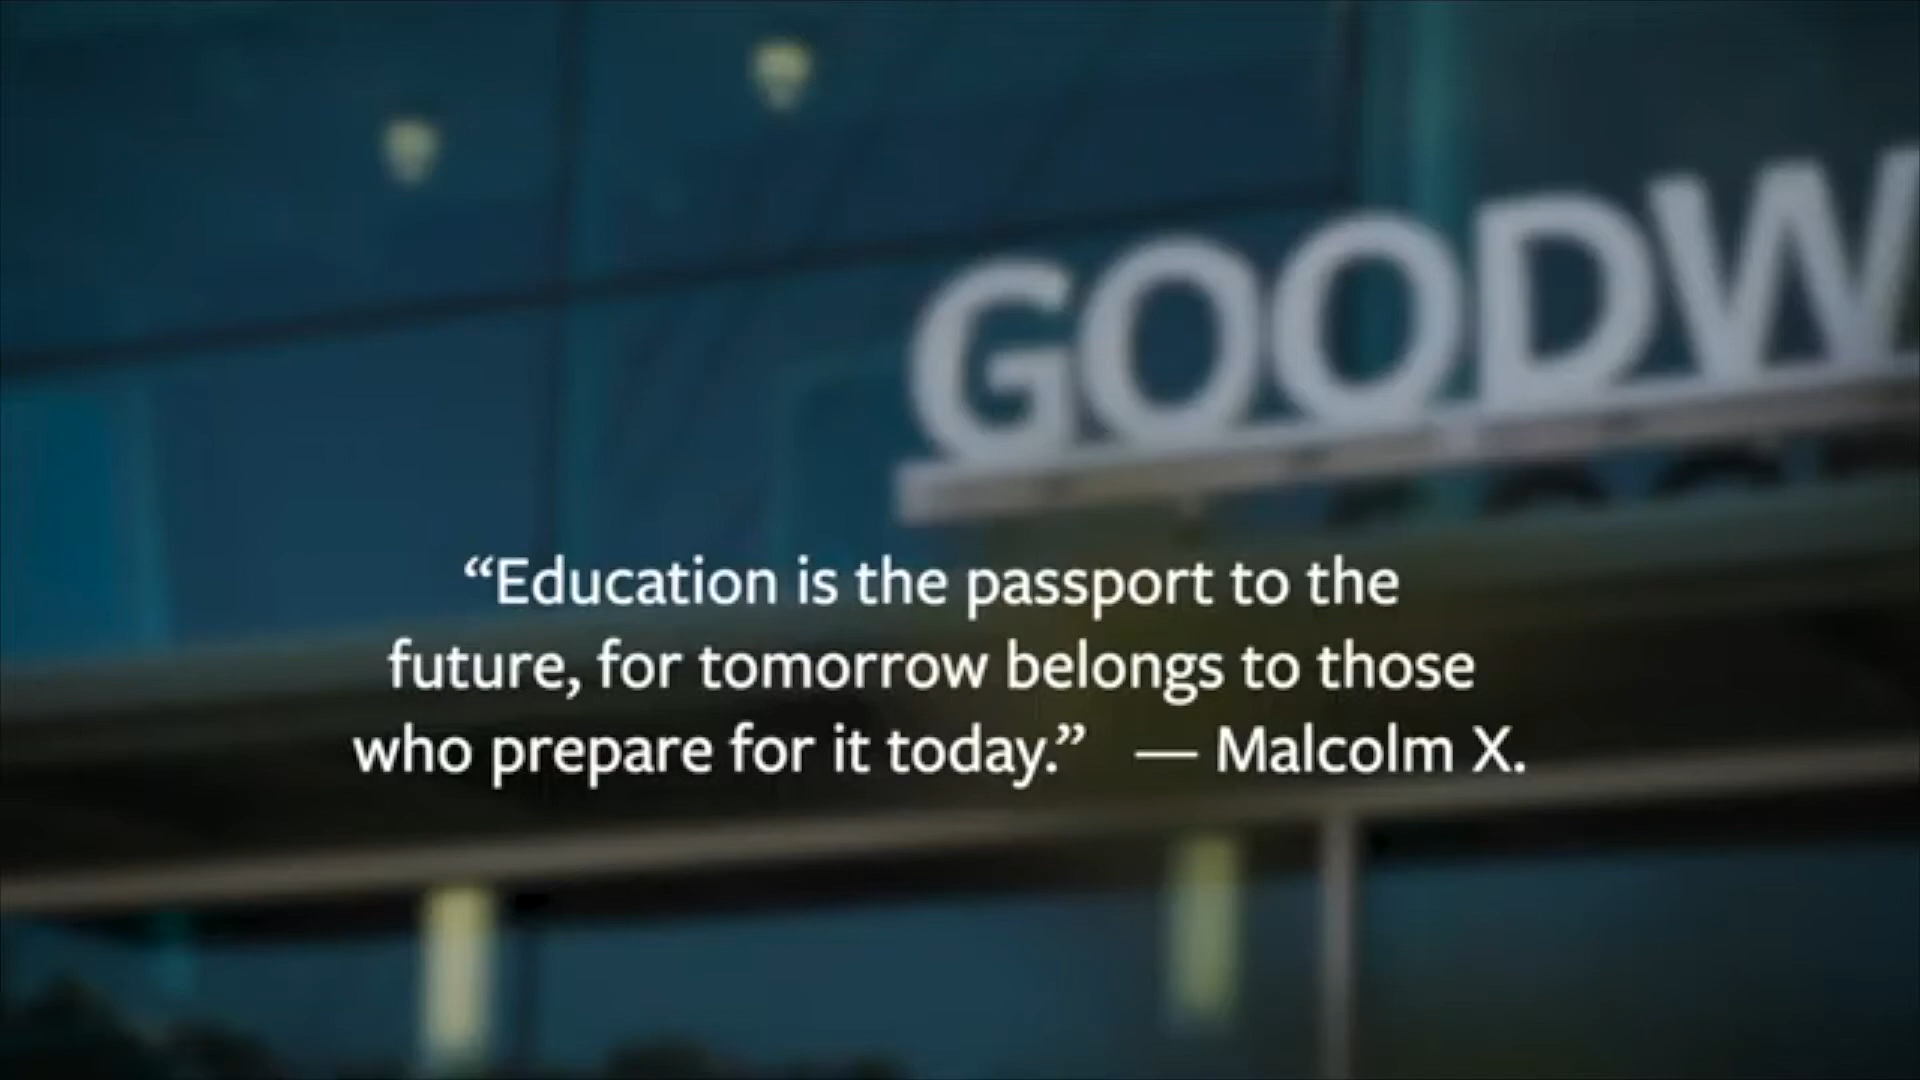 GOODW
“Education is the passport to the
future, for tomorrow belongs to those
who prepare for it today.” — Malcolm X.